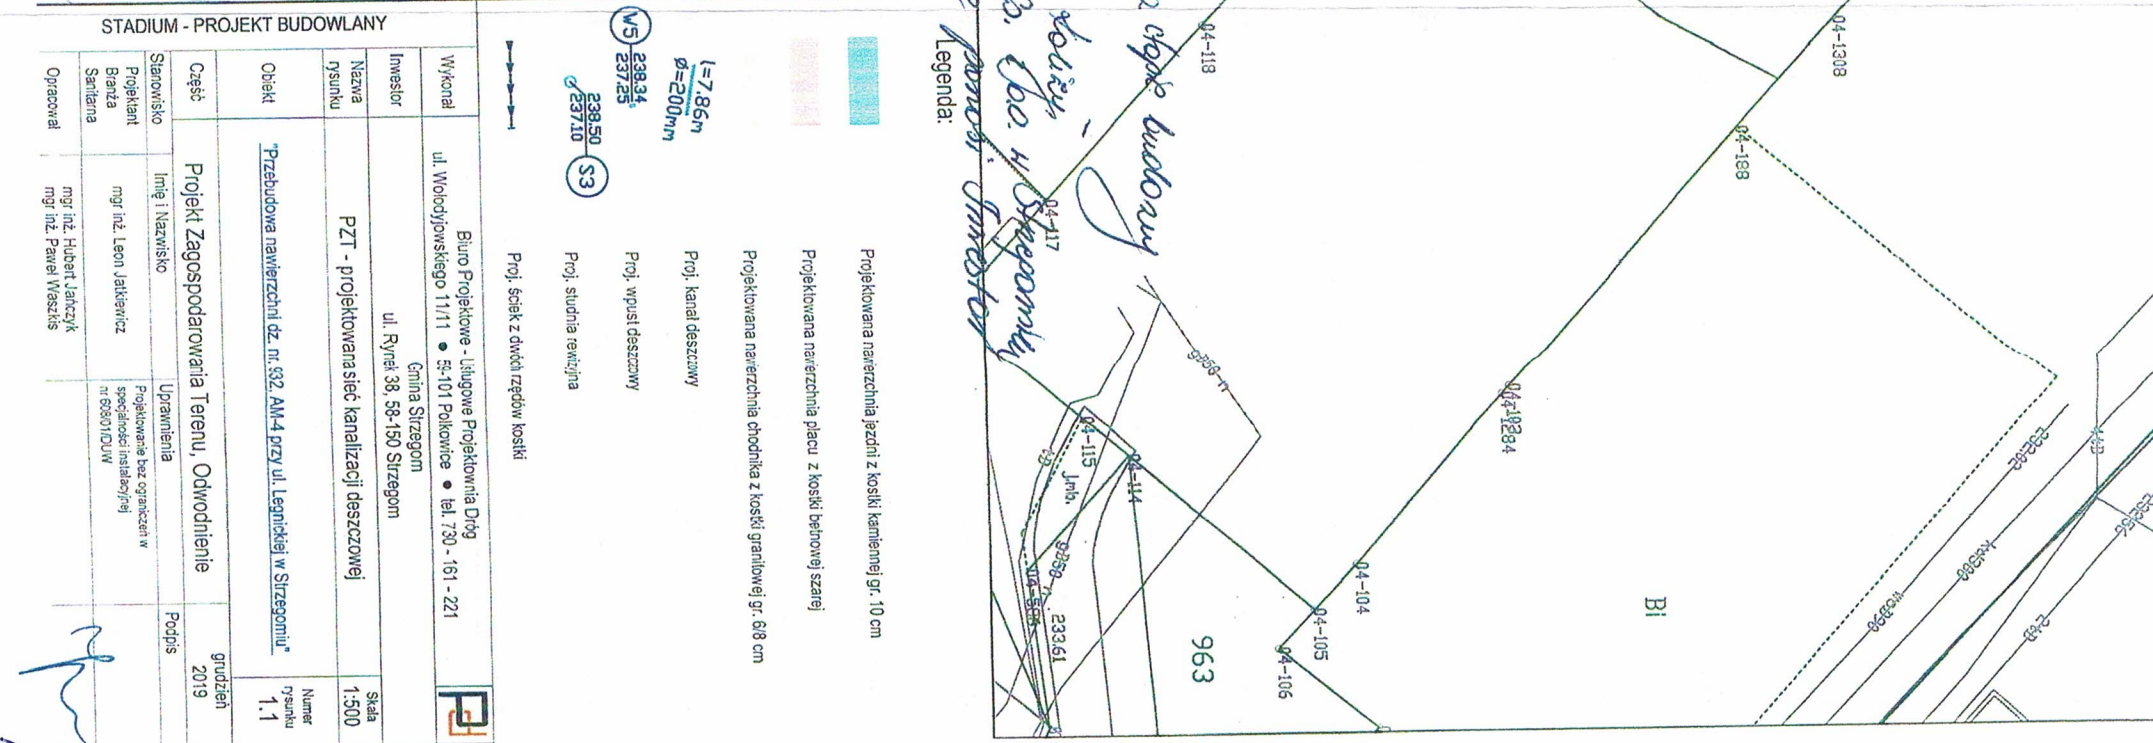 04-1308
04-188
04-118
04-117
04-115
04-114
04-104
04-105
04-106
963
Bi
233.61
budowy
Legenda:
ponosi Inwestor
Projektowana nawierzchnia jezdni z kostki kamiennej gr. 10 cm
Projektowana nawierzchnia placu z kostki betnowej szarej
Projektowana nawierzchnia chodnika z kostki granitowej gr. 6/8 cm
l=7.86m
Ø=200mm
Proj. kanał deszczowy
W5 238.34
237.25
Proj. wpust deszczowy
238.50
237.10 S3
Proj. studnia rewizyjna
Proj. ściek z dwóch rzędów kostki
Wykonał
Biuro Projektowe - Usługowe Projektownia Dróg
ul. Wołodyjowskiego 11/11 ● 59-101 Polkowice ● tel. 730 - 161 - 221
Inwestor
Gmina Strzegom
ul. Rynek 38, 58-150 Strzegom
Nazwa rysunku
PZT - projektowana sieć kanalizacji deszczowej
Skala
1:500
Obiekt
"Przebudowa nawierzchni dz. nr. 932, AM-4 przy ul. Legnickiej w Strzegomiu"
Numer rysunku
1.1
Część
Projekt Zagospodarowania Terenu, Odwodnienie
grudzień
2019
Stanowisko Imię i Nazwisko Uprawnienia Podpis
Projektant
Branża
Sanitarna
mgr inż. Leon Jatkiewicz
Projektowanie bez ograniczeń w
specjalności instalacyjnej
nr 608/01/DUW
Opracował
mgr inż. Hubert Jańczyk
mgr inż. Paweł Waszkis
STADIUM - PROJEKT BUDOWLANY